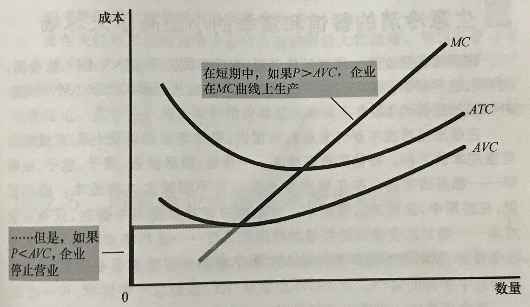 成本
MC
在短期中，如果P＞AVC，企业
在MC曲线上生产
ATC
AVC
……但是，如果
P＜AVC，企业
停止营业
0
数量